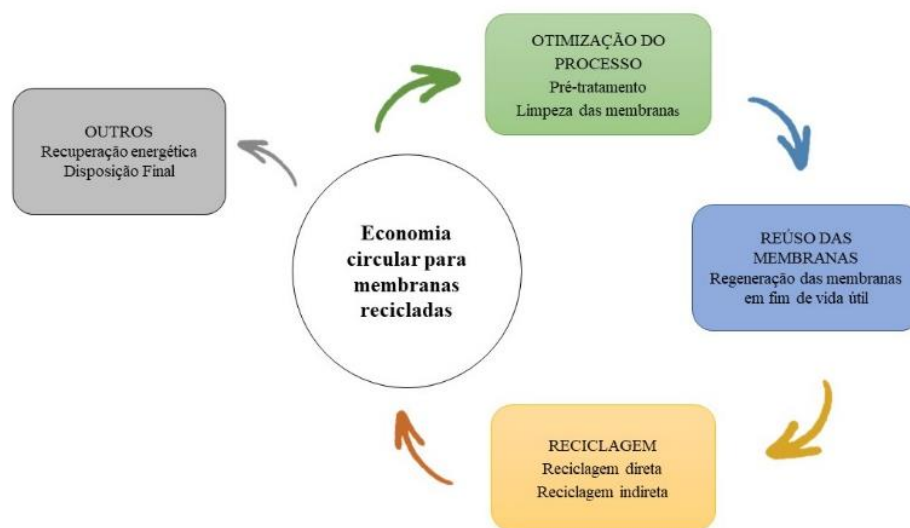 OTIMIZAÇÃO DO
PROCESSO
Pré-tratamento
Limpeza das membranas
OUTROS
Recuperação energética
Disposição Final
Economia
circular para
membranas
recicladas
REÚSO DAS
MEMBRANAS
Regeneração das membranas
em fim de vida útil
RECICLAGEM
Reciclagem direta
Reciclagem indireta